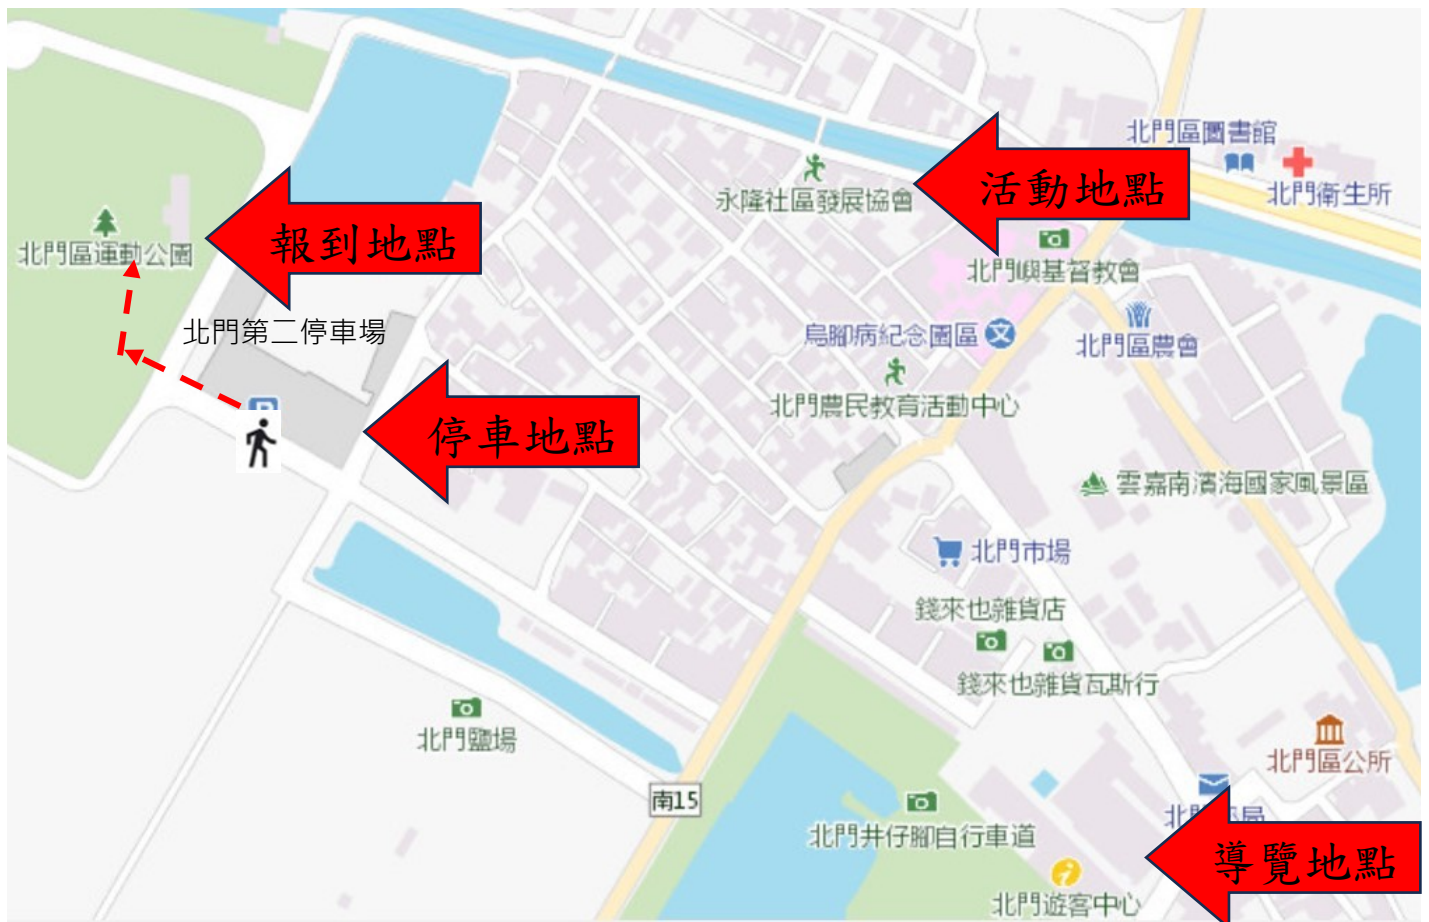 北門區圖書館
北門衛生所
永隆社區發展協會
活動地點
北門區運動公園
報到地點
北門嶼基督教會
北門第二停車場
烏腳病紀念園區
北門區農會
北門農民教育活動中心
停車地點
雲嘉南濱海國家風景區
北門市場
錢來也雜貨店
錢來也雜貨瓦斯行
北門鹽場
北門區公所
南15
北門井仔腳自行車道
導覽地點
北門遊客中心